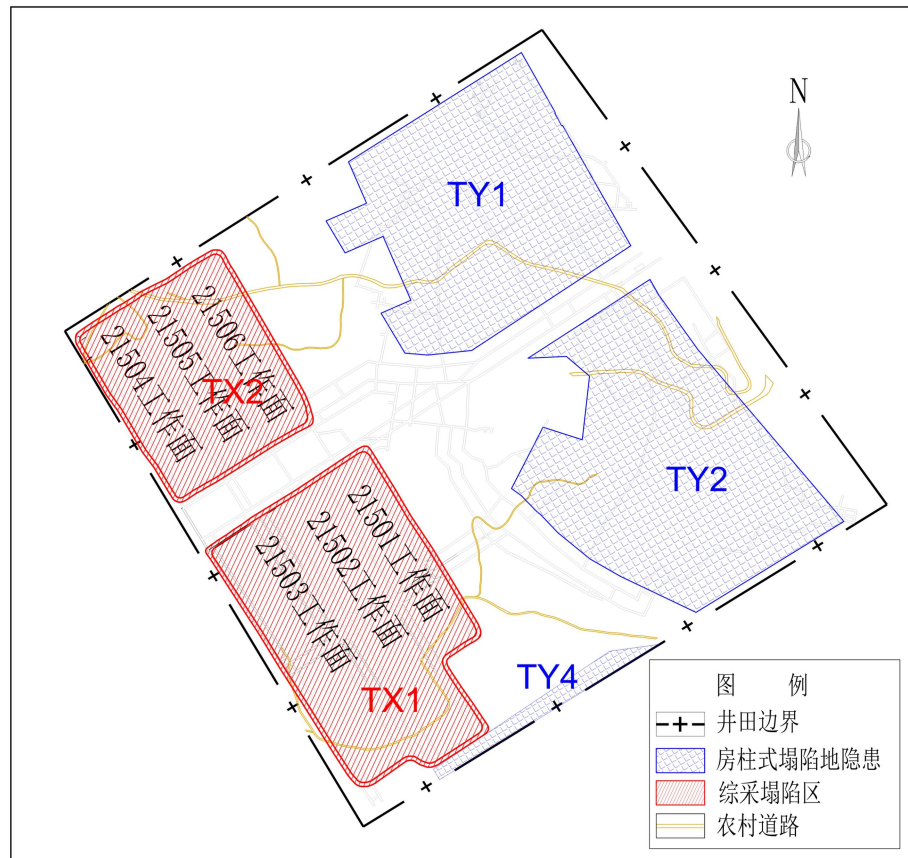 N
TY1
21506工作面
21505工作面
21504工作面
TX2
TY2
21501工作面
21502工作面
21503工作面
TX1
TY4
图 例
井田边界
房柱式塌陷地隐患
综采塌陷区
农村道路